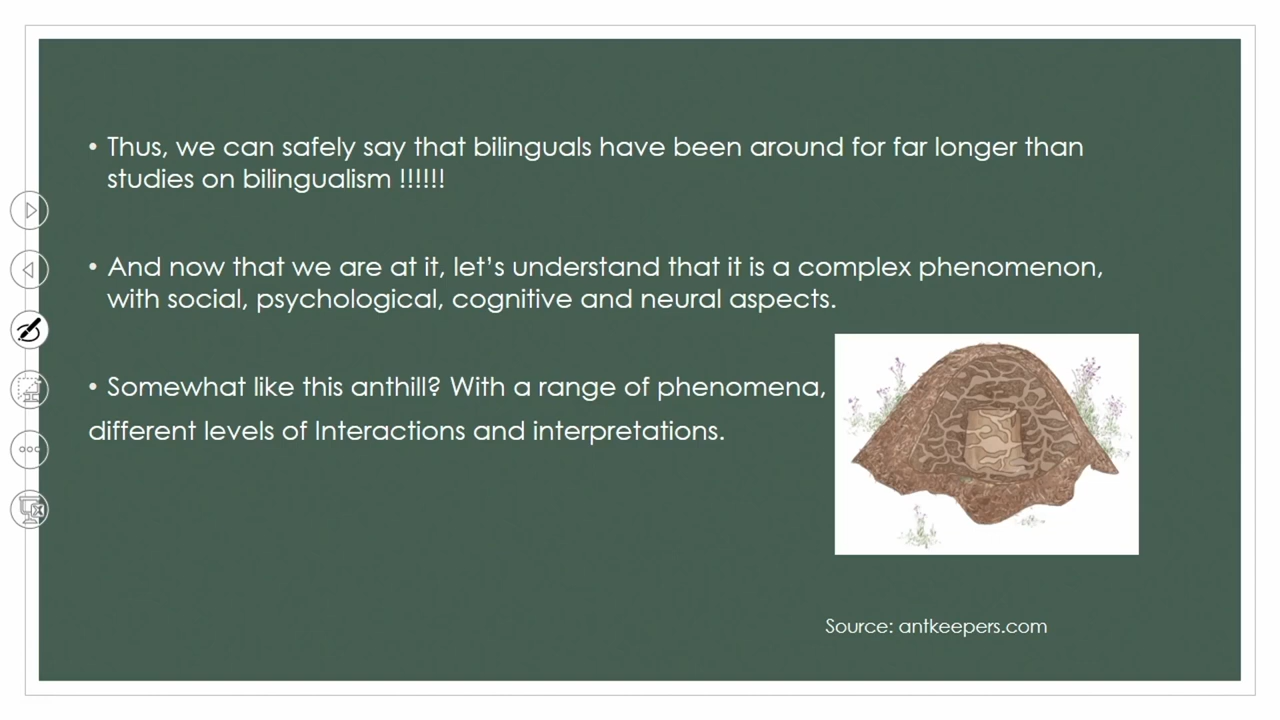 • Thus, we can safely say that bilinguals have been around for far longer than
studies on bilingualism !!!!!!
• And now that we are at it, let's understand that it is a complex phenomenon,
with social, psychological, cognitive and neural aspects.
• Somewhat like this anthill? With a range of phenomena,
different levels of Interactions and interpretations.
Source: antkeepers.com